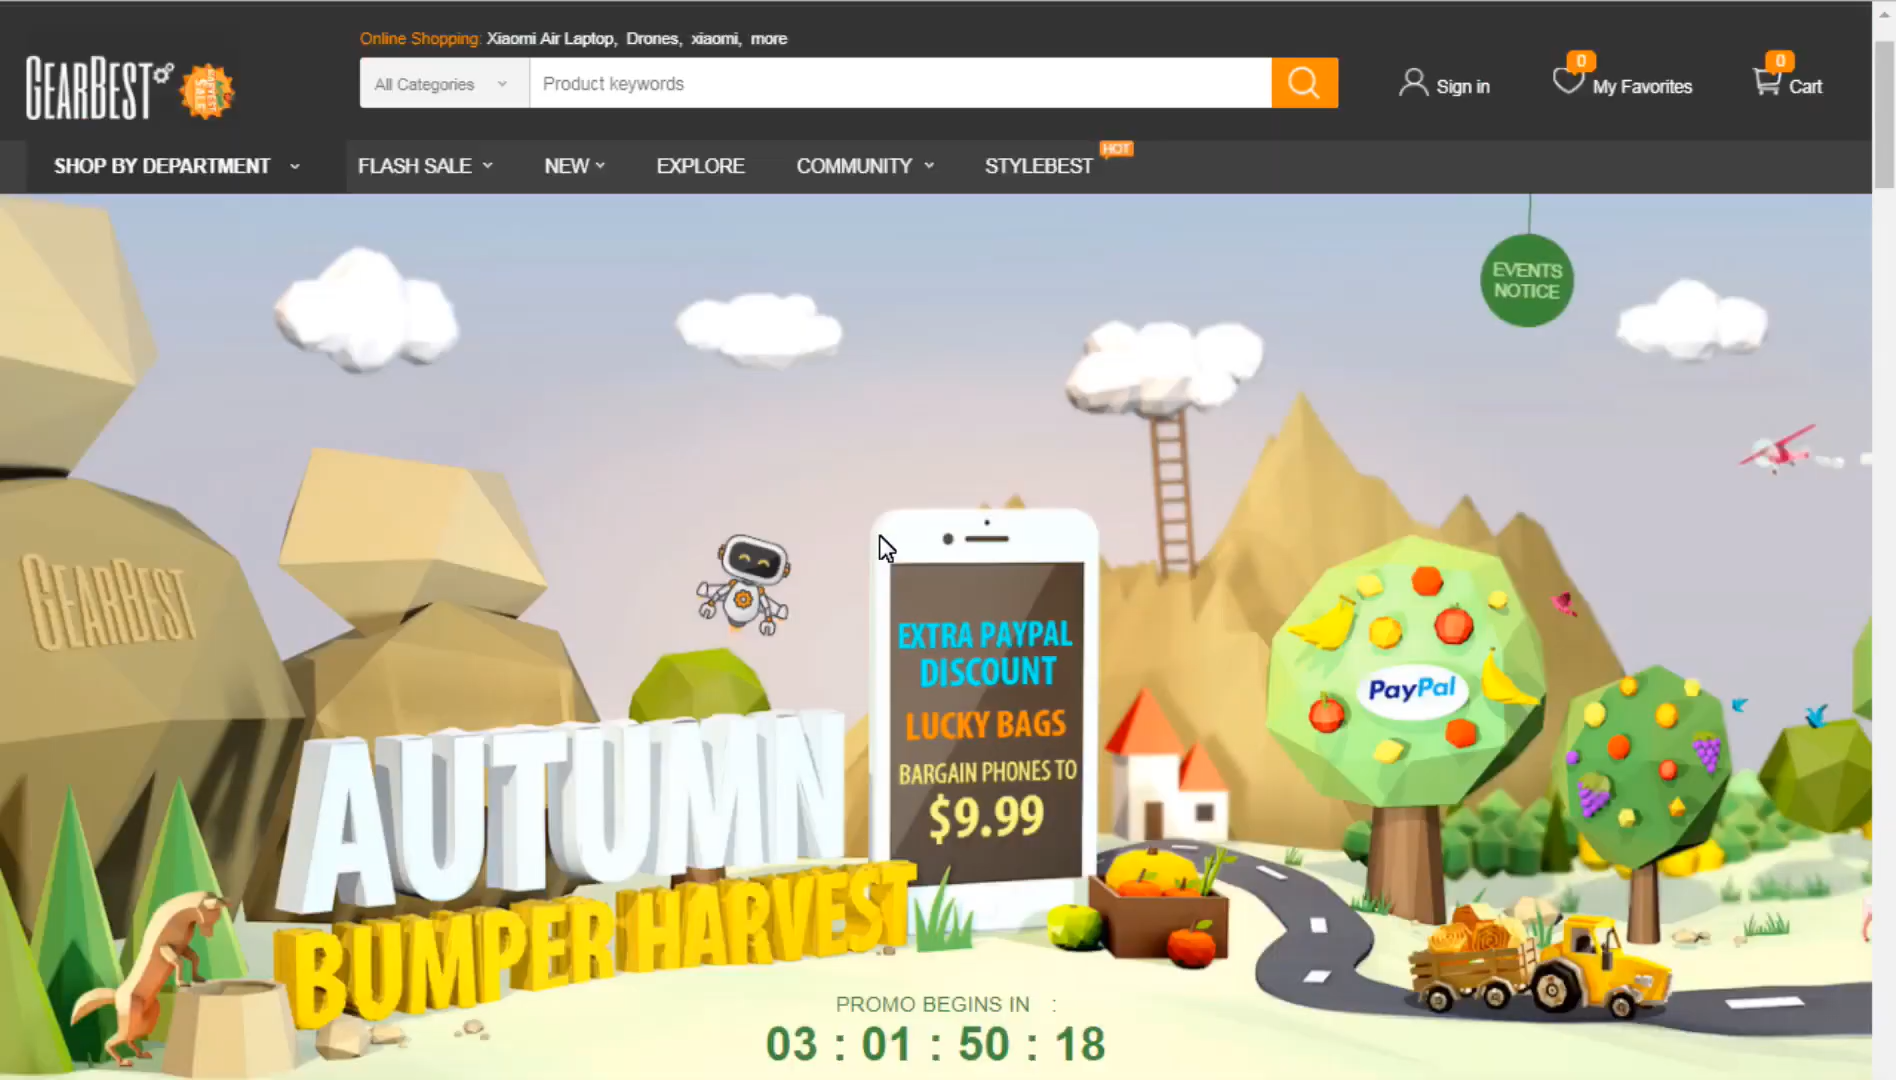 Online Shopping: Xiaomi Air Laptop, Drones, xiaomi, more
GEARBEST
HARVEST SALE
All Categories
Product keywords
0
Sign in
My Favorites
0
Cart
SHOP BY DEPARTMENT
FLASH SALE
NEW
EXPLORE
COMMUNITY
STYLEBEST
HOT
EVENTS
NOTICE
GEARBEST
EXTRA PAYPAL
DISCOUNT
LUCKY BAGS
BARGAIN PHONES TO
$9.99
PayPal
AUTUMN
BUMPER HARVEST
PROMO BEGINS IN :
03 : 01 : 50 : 18